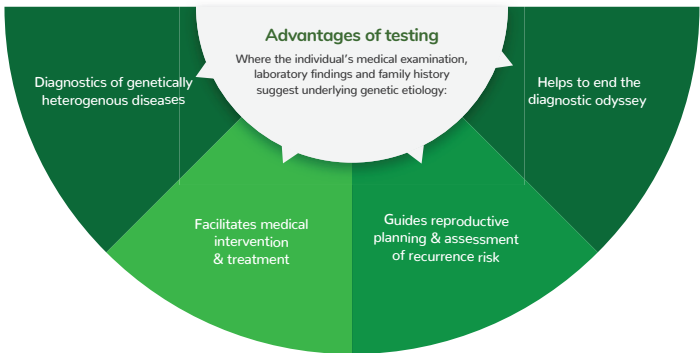 Advantages of testing
Where the individual's medical examination,
laboratory findings and family history
suggest underlying genetic etiology:
Diagnostics of genetically
heterogenous diseases
Facilitates medical
intervention
& treatment
Guides reproductive
planning & assessment
of recurrence risk
Helps to end the
diagnostic odyssey